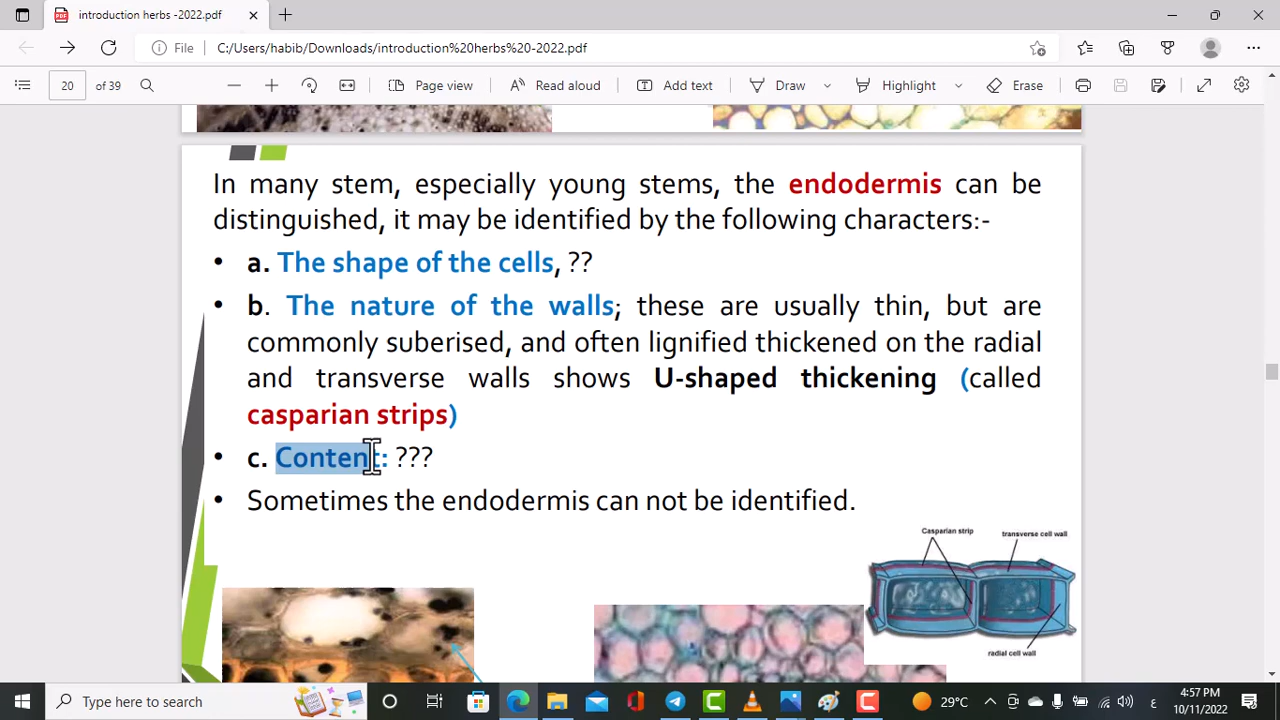 introduction herbs -2022.pdf
File C:/Users/habib/Downloads/introduction%20herbs%20-2022.pdf
20 of 39 Page view Read aloud Add text Draw Highlight Erase
In many stem, especially young stems, the endodermis can be
distinguished, it may be identified by the following characters:-
• a. The shape of the cells, ??
• b. The nature of the walls; these are usually thin, but are
commonly suberised, and often lignified thickened on the radial
and transverse walls shows U-shaped thickening (called
casparian strips)
• c. Content: ???
• Sometimes the endodermis can not be identified.
Casparian strip
transverse cell wall
radial cell wall
Type here to search
29°C
4:57 PM
10/11/2022